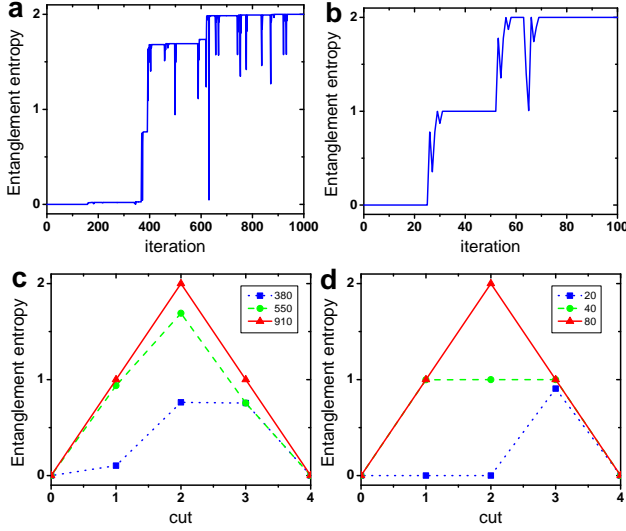 a
Entanglement entropy
2
1
0
0 200 400 600 800 1000
iteration
b
Entanglement entropy
2
1
0
0 20 40 60 80 100
iteration
c
Entanglement entropy
2
1
0
380
550
910
0 1 2 3 4
cut
d
Entanglement entropy
2
1
0
20
40
80
0 1 2 3 4
cut